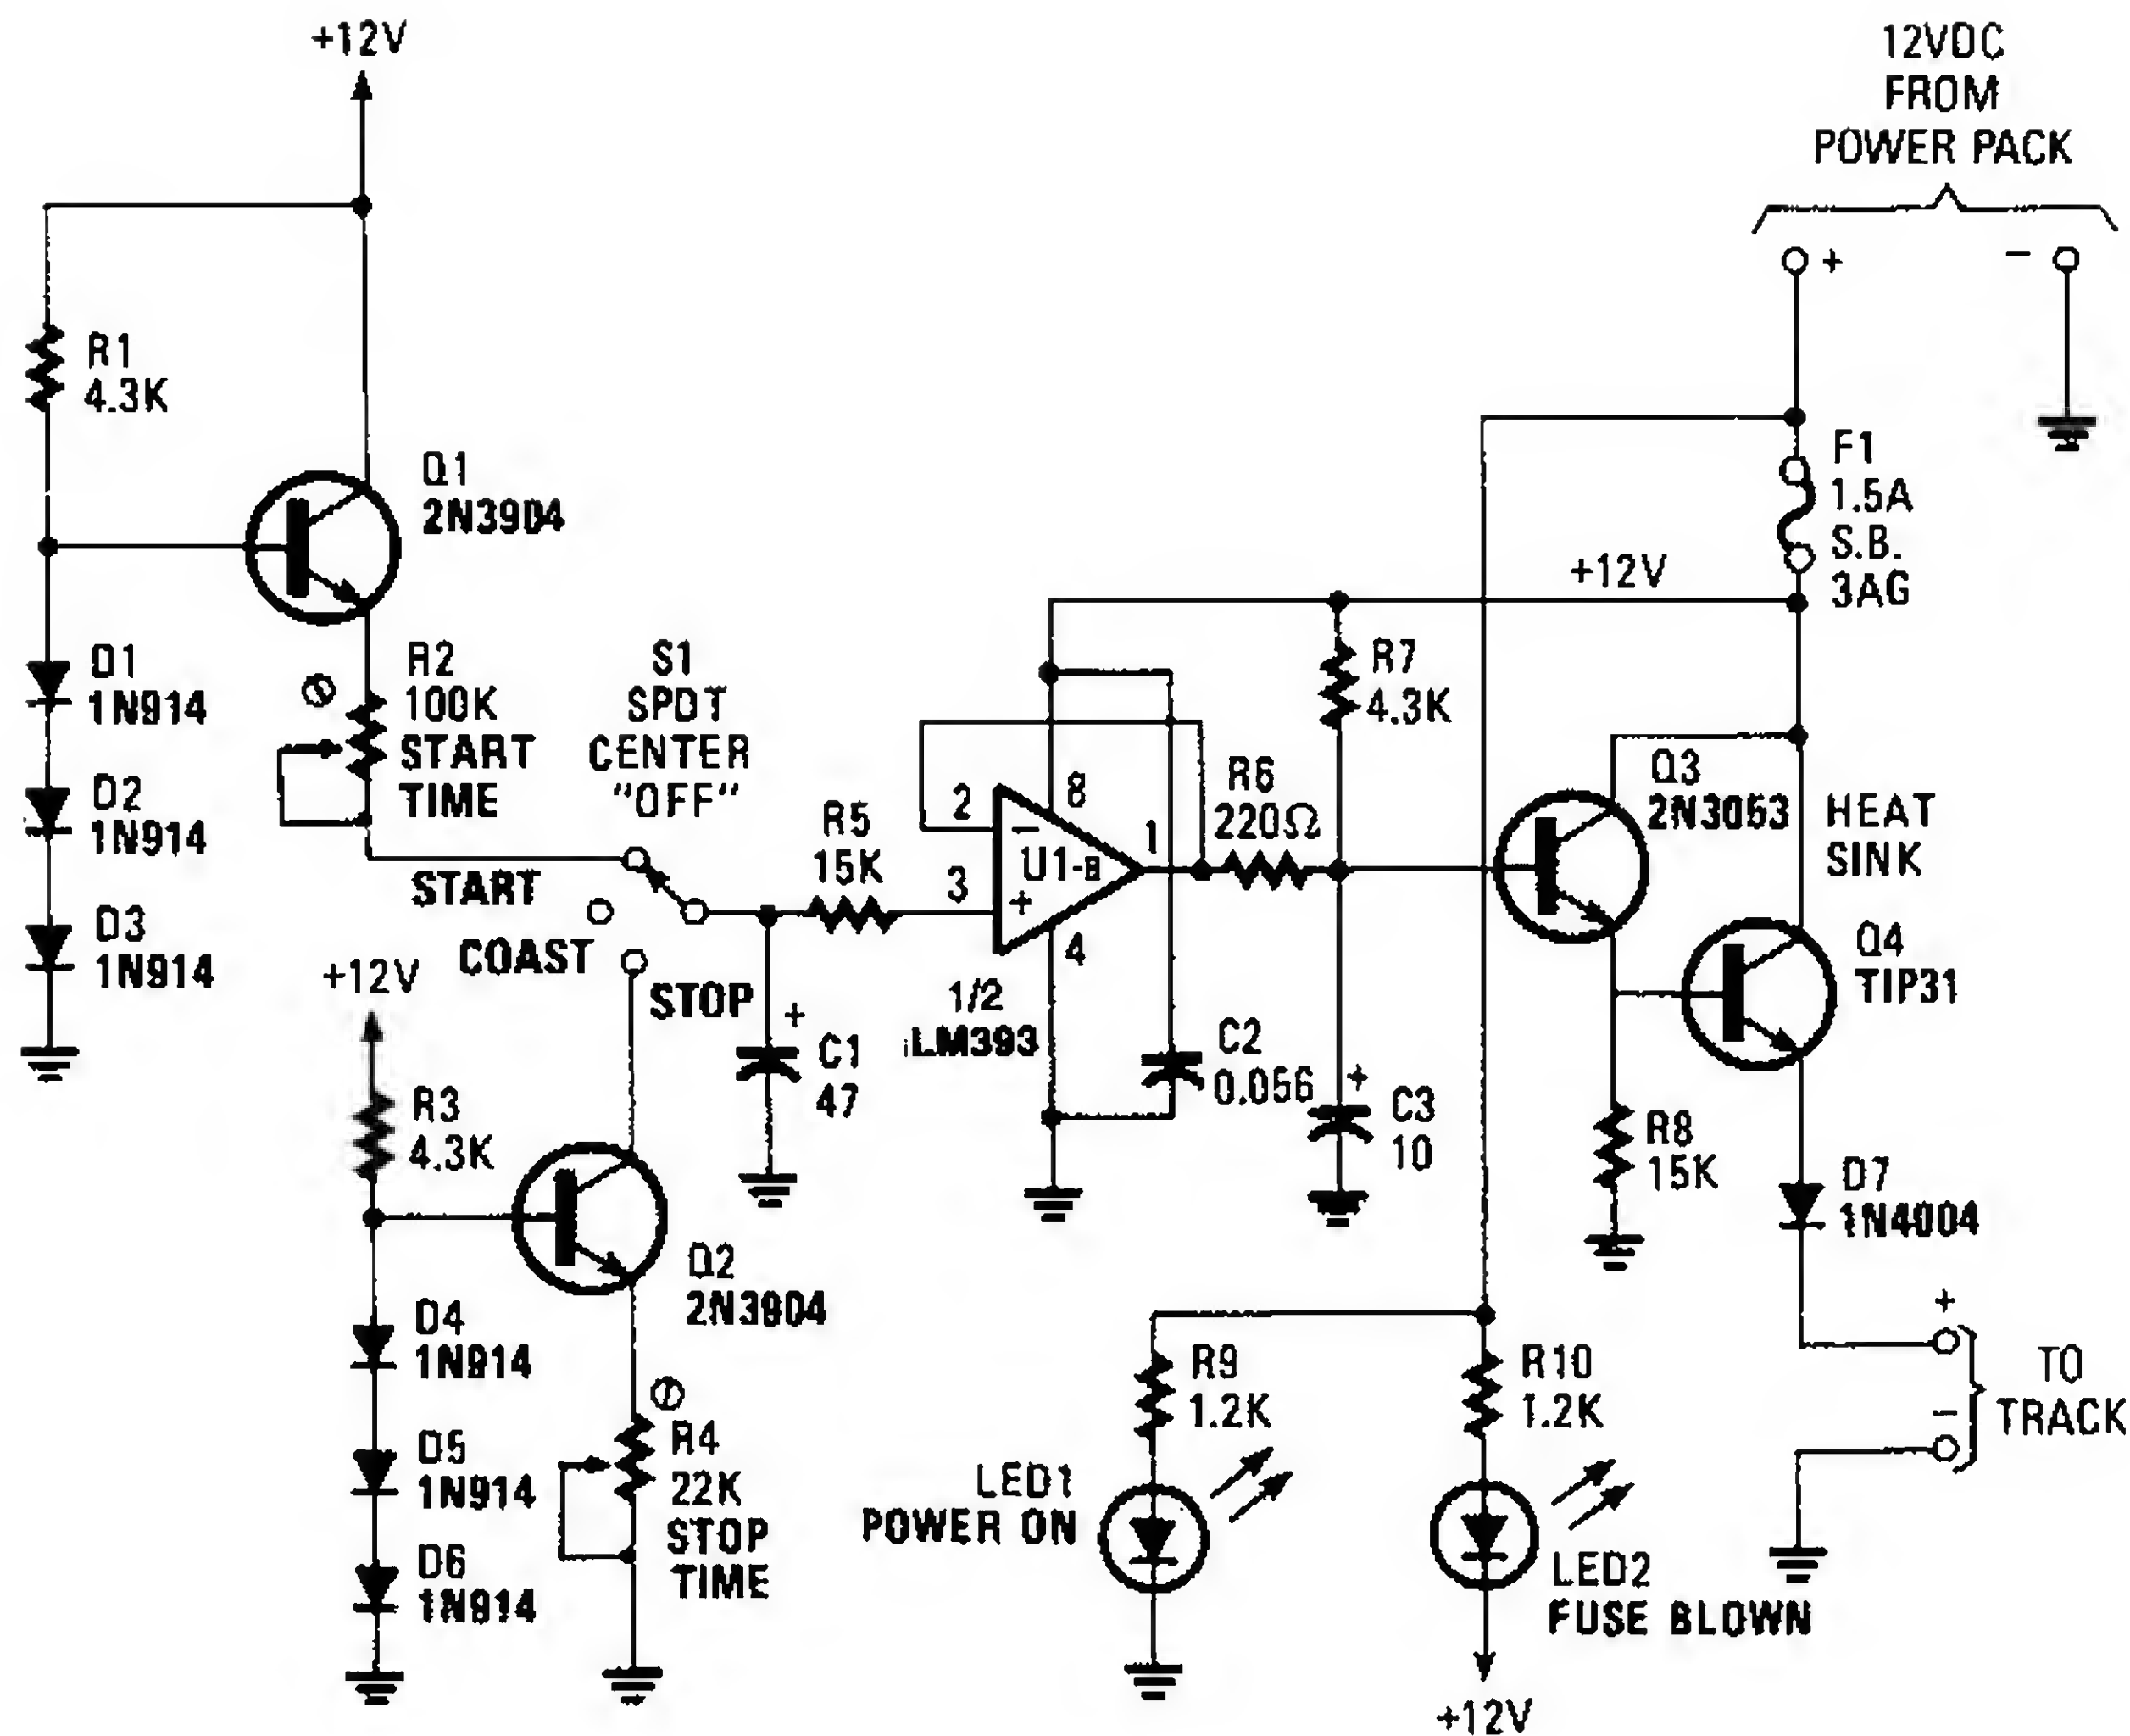 +12V
12VDC
FROM
POWER PACK
+
−
R1
4.3K
Q1
2N3904
F1
1.5A
S.B.
3AG
+12V
D1
1N914
R2
100K
START
TIME
S1
SPDT
CENTER
"OFF"
R7
4.3K
D2
1N914
R5
15K
2
−
8
U1-B
1
3
+
4
R6
220Ω
Q3
2N3053
HEAT
SINK
START
COAST
STOP
D3
1N914
1/2
LM393
Q4
TIP31
+12V
R3
4.3K
+
C1
47
C2
0.056
+
C3
10
R8
15K
D7
1N4004
Q2
2N3904
D4
1N914
R4
22K
STOP
TIME
D5
1N914
D6
1N914
R9
1.2K
R10
1.2K
+
−
TO
TRACK
LED1
POWER ON
LED2
FUSE BLOWN
+12V